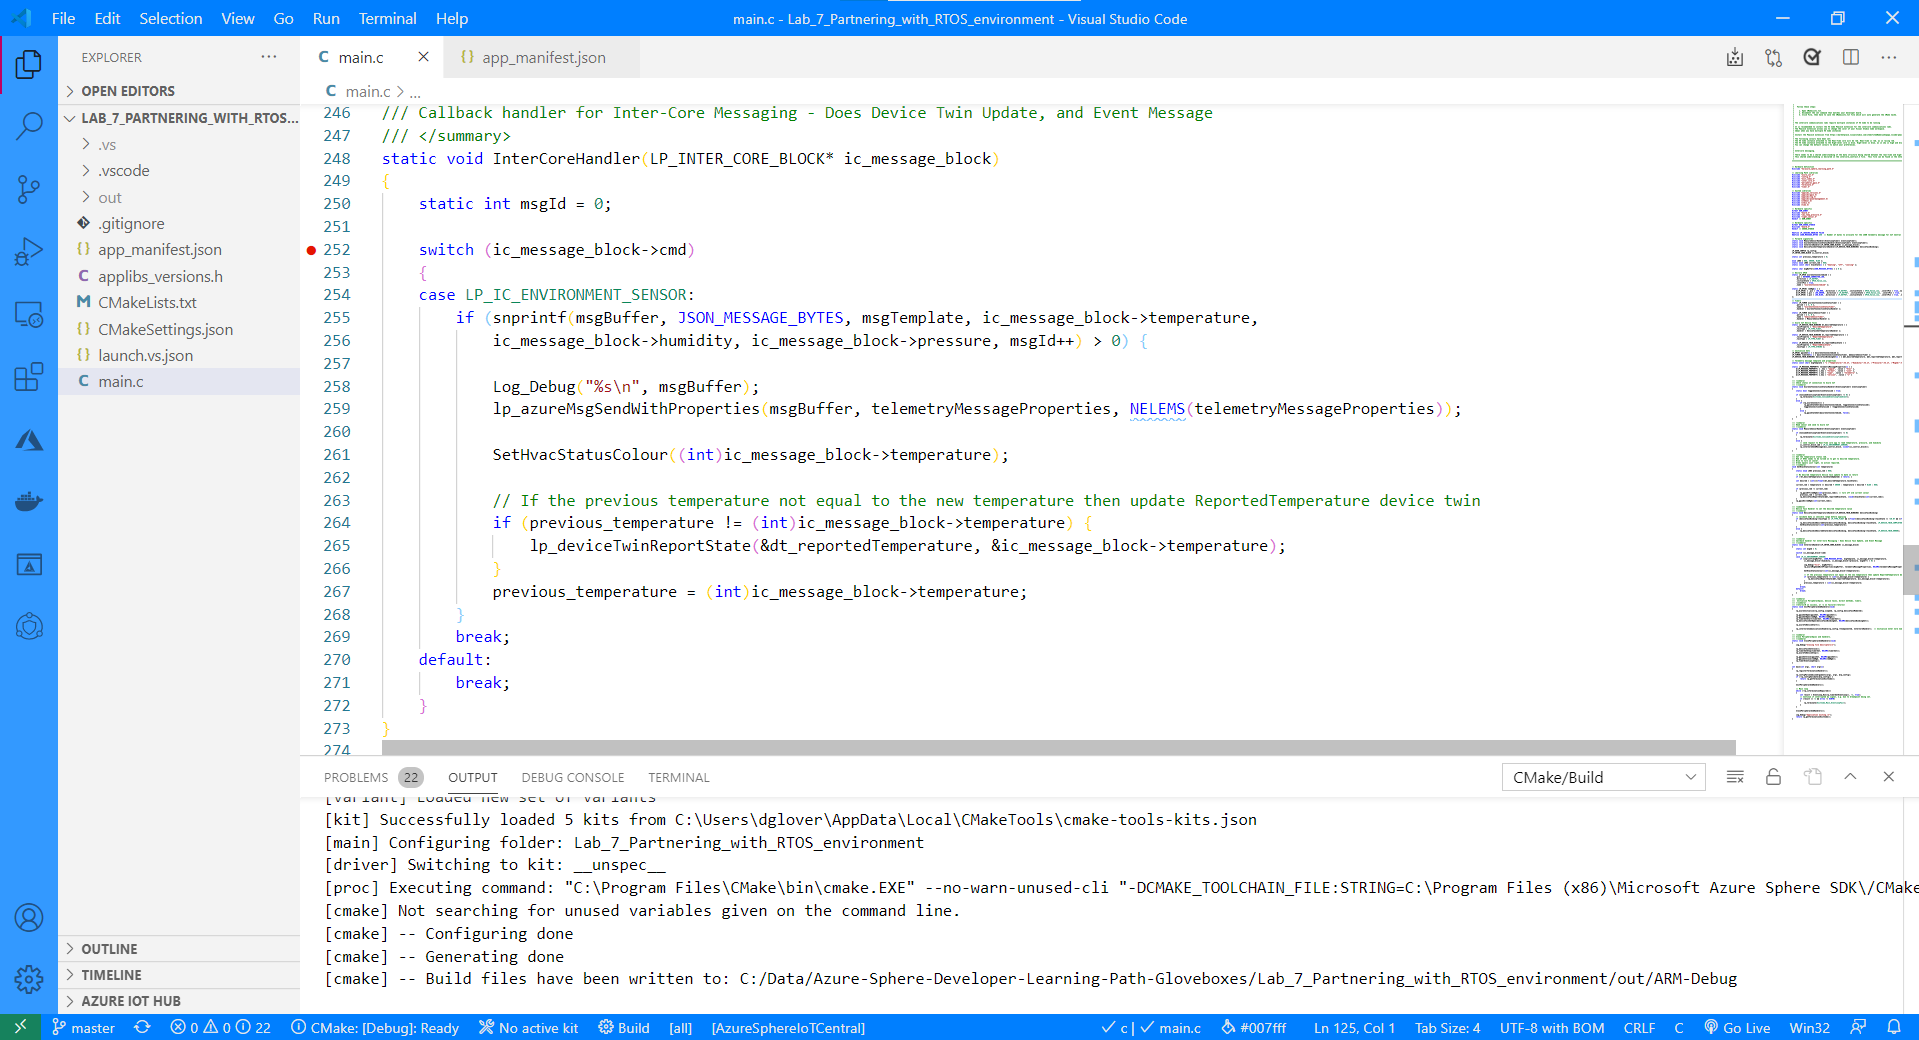 File Edit Selection View Go Run Terminal Help
main.c - Lab_7_Partnering_with_RTOS_environment - Visual Studio Code
EXPLORER
OPEN EDITORS
LAB_7_PARTNERING_WITH_RTOS...
.vs
.vscode
out
.gitignore
app_manifest.json
applibs_versions.h
CMakeLists.txt
CMakeSettings.json
launch.vs.json
main.c
OUTLINE
TIMELINE
AZURE IOT HUB
main.c
app_manifest.json
main.c > ...
246 /// Callback handler for Inter-Core Messaging - Does Device Twin Update, and Event Message
247 /// </summary>
248 static void InterCoreHandler(LP_INTER_CORE_BLOCK* ic_message_block)
249 {
250 static int msgId = 0;
251
252 switch (ic_message_block->cmd)
253 {
254 case LP_IC_ENVIRONMENT_SENSOR:
255 if (snprintf(msgBuffer, JSON_MESSAGE_BYTES, msgTemplate, ic_message_block->temperature,
256 ic_message_block->humidity, ic_message_block->pressure, msgId++) > 0) {
257
258 Log_Debug("%s\n", msgBuffer);
259 lp_azureMsgSendWithProperties(msgBuffer, telemetryMessageProperties, NELEMS(telemetryMessageProperties));
260
261 SetHvacStatusColour((int)ic_message_block->temperature);
262
263 // If the previous temperature not equal to the new temperature then update ReportedTemperature device twin
264 if (previous_temperature != (int)ic_message_block->temperature) {
265 lp_deviceTwinReportState(&dt_reportedTemperature, &ic_message_block->temperature);
266 }
267 previous_temperature = (int)ic_message_block->temperature;
268 }
269 break;
270 default:
271 break;
272 }
273 }
274
PROBLEMS 22 OUTPUT DEBUG CONSOLE TERMINAL
CMake/Build
[variant] Loaded new set of variants
[kit] Successfully loaded 5 kits from C:\Users\dglover\AppData\Local\CMakeTools\cmake-tools-kits.json
[main] Configuring folder: Lab_7_Partnering_with_RTOS_environment
[driver] Switching to kit: __unspec__
[proc] Executing command: "C:\Program Files\CMake\bin\cmake.EXE" --no-warn-unused-cli "-DCMAKE_TOOLCHAIN_FILE:STRING=C:\Program Files (x86)\Microsoft Azure Sphere SDK\/CMake
[cmake] Not searching for unused variables given on the command line.
[cmake] -- Configuring done
[cmake] -- Generating done
[cmake] -- Build files have been written to: C:/Data/Azure-Sphere-Developer-Learning-Path-Gloveboxes/Lab_7_Partnering_with_RTOS_environment/out/ARM-Debug
master 0 0 22 CMake: [Debug]: Ready No active kit Build [all] [AzureSphereIoTCentral] c | main.c #007fff Ln 125, Col 1 Tab Size: 4 UTF-8 with BOM CRLF C Go Live Win32